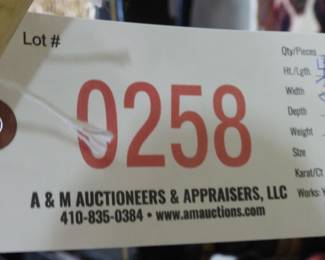 Lot #
0258
A & M AUCTIONEERS & APPRAISERS, LLC
410-835-0384 • www.amauctions.com
Qty/Pieces
Ht./Lgth.
Width
Depth
Weight
Size
Karat/Ct
Works: